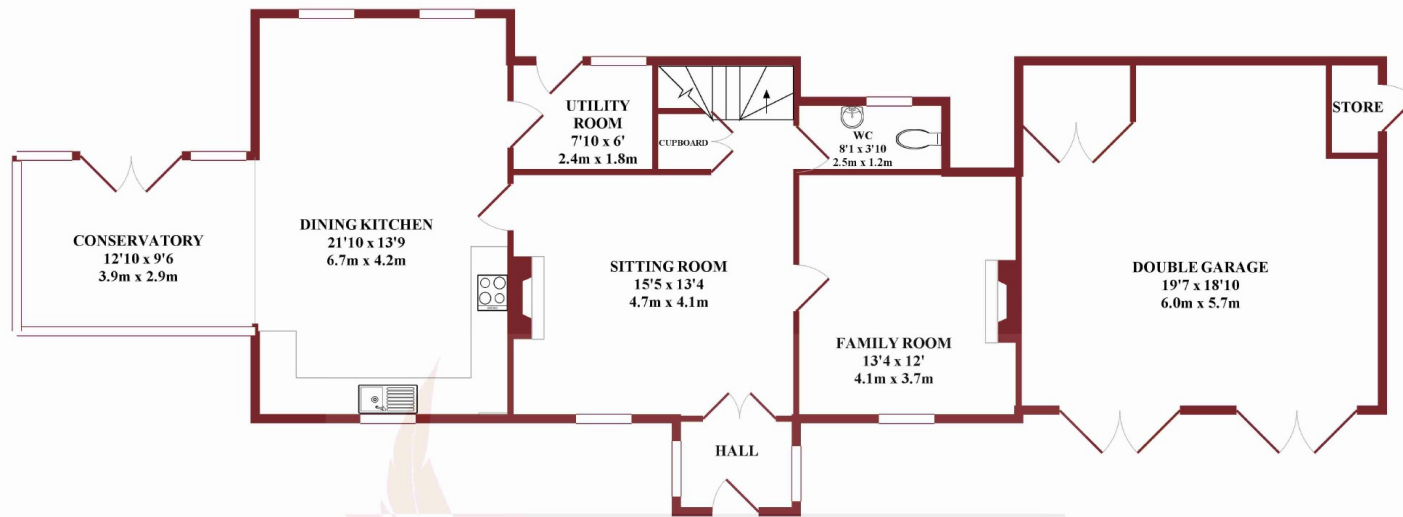 CONSERVATORY
12'10 x 9'6
3.9m x 2.9m
DINING KITCHEN
21'10 x 13'9
6.7m x 4.2m
UTILITY
ROOM
7'10 x 6'
2.4m x 1.8m
CUPBOARD
WC
8'1 x 3'10
2.5m x 1.2m
SITTING ROOM
15'5 x 13'4
4.7m x 4.1m
FAMILY ROOM
13'4 x 12'
4.1m x 3.7m
HALL
DOUBLE GARAGE
19'7 x 18'10
6.0m x 5.7m
STORE